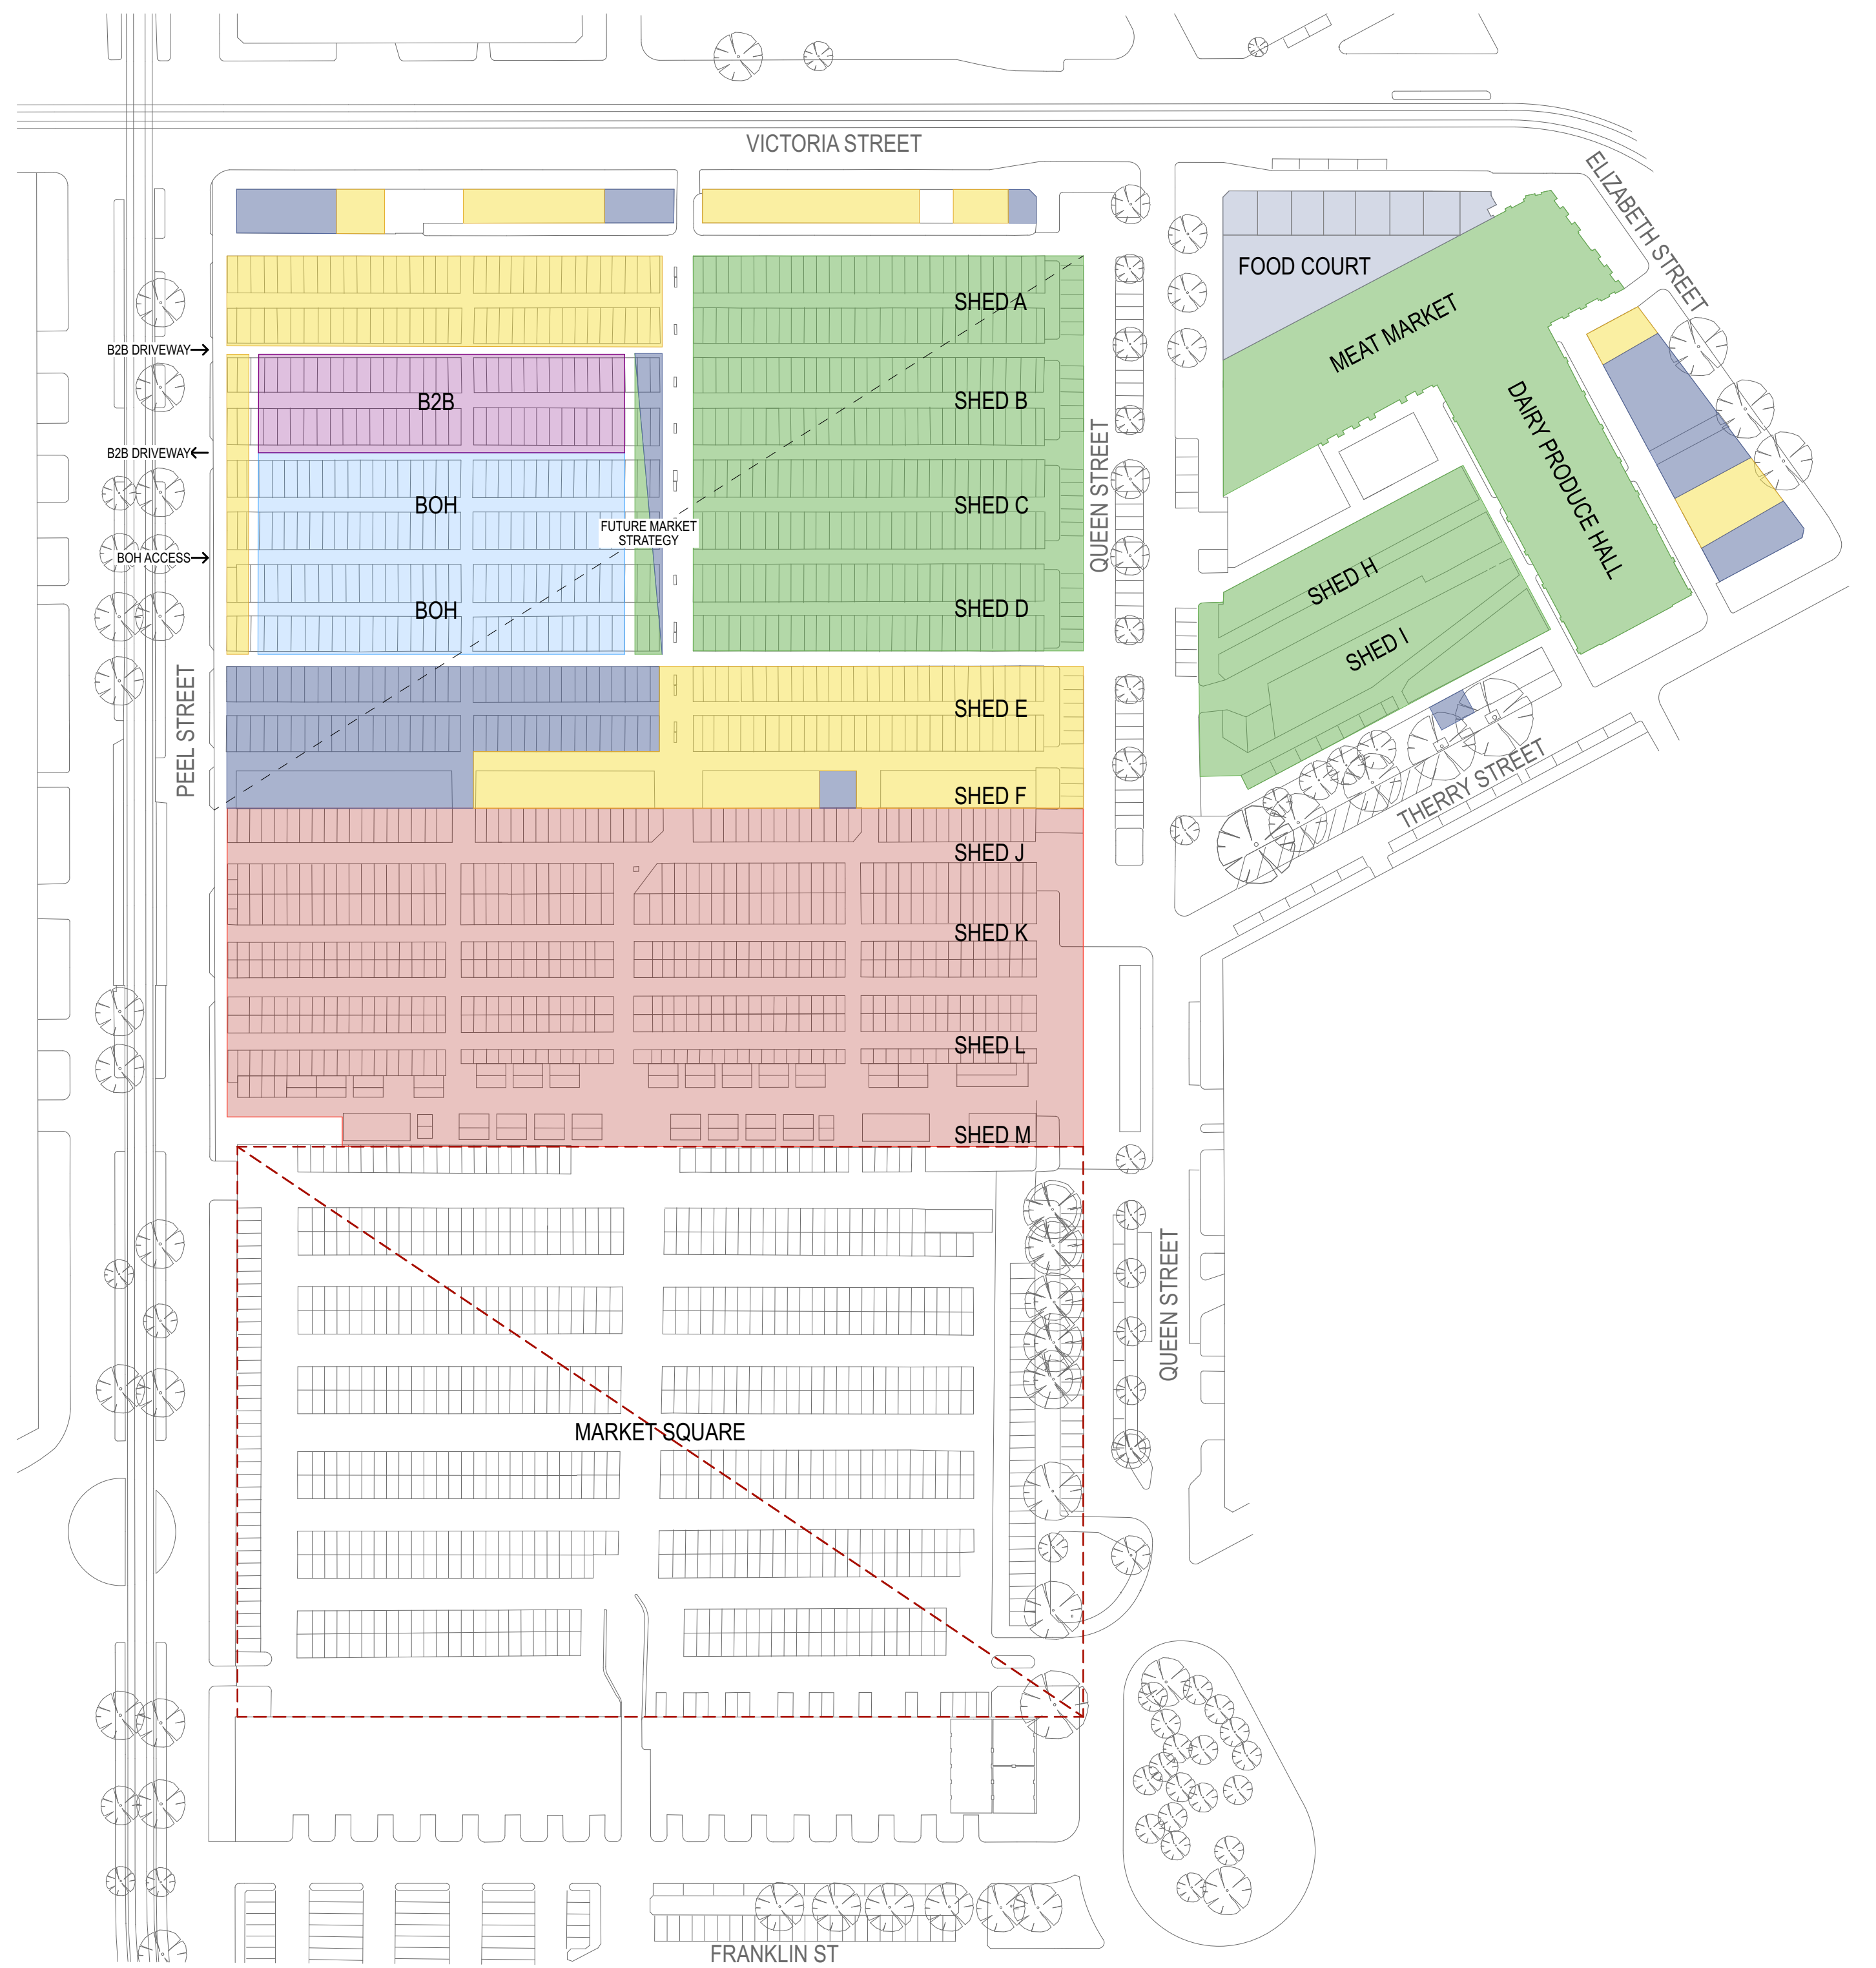 VICTORIA STREET
ELIZABETH STREET
FOOD COURT
SHED A
MEAT MARKET
B2B DRIVEWAY
B2B
SHED B
DAIRY PRODUCE HALL
B2B DRIVEWAY
QUEEN STREET
BOH
SHED C
FUTURE MARKET
STRATEGY
BOH ACCESS
SHED H
BOH
SHED D
SHED I
PEEL STREET
SHED E
THERRY STREET
SHED F
SHED J
SHED K
SHED L
SHED M
QUEEN STREET
MARKET SQUARE
FRANKLIN ST